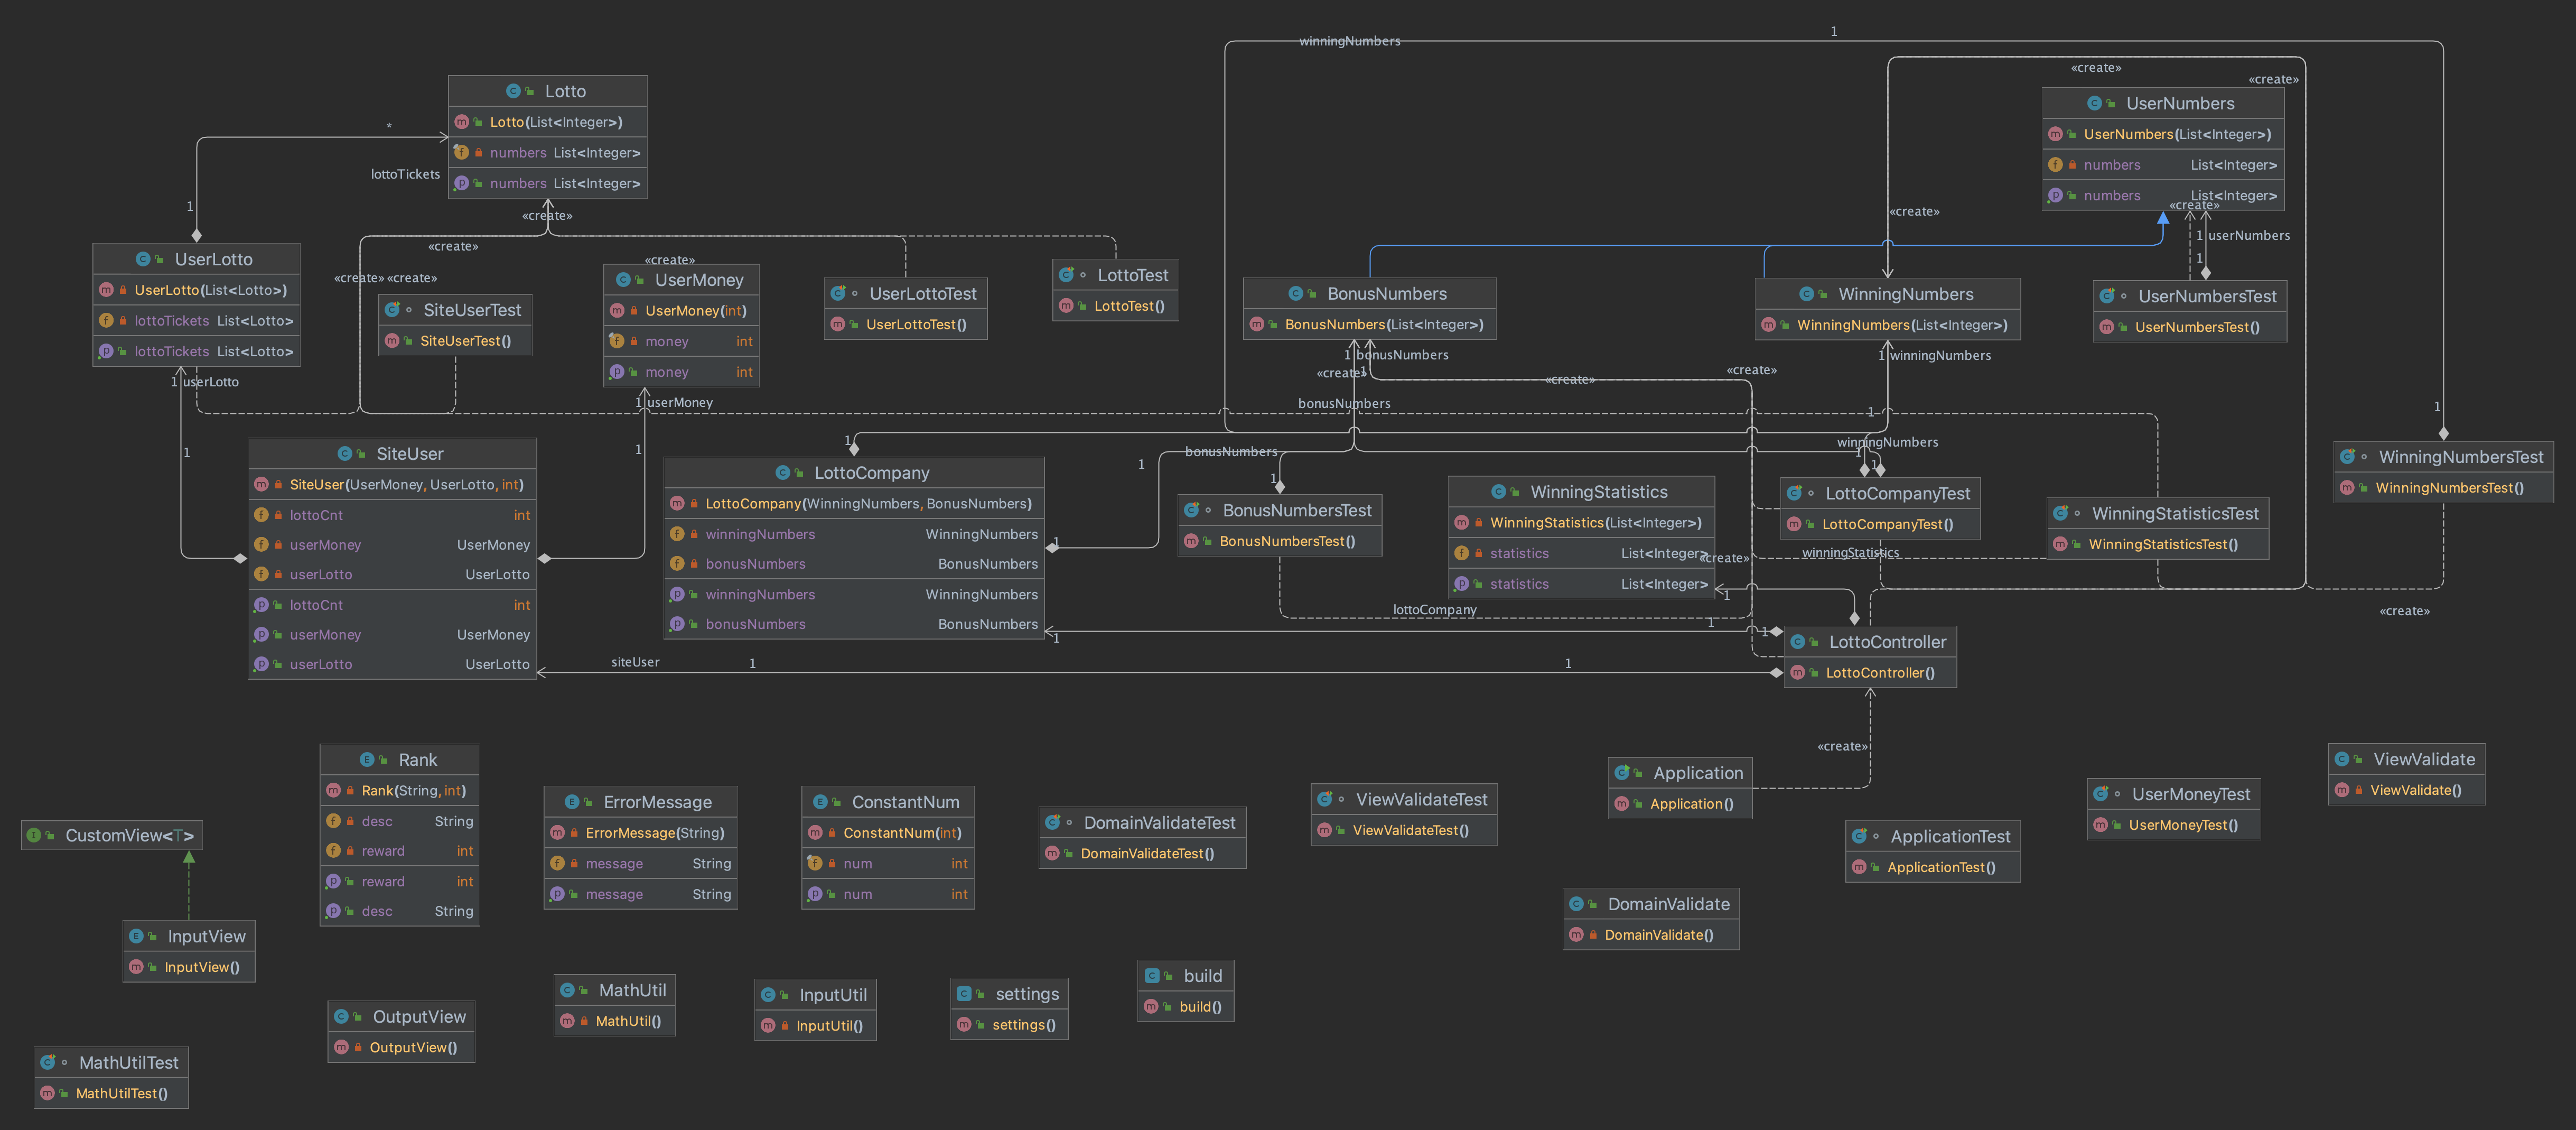 winningNumbers
1
«create»
«create»
Lotto
Lotto(List<Integer>)
numbers List<Integer>
numbers List<Integer>
*
lottoTickets
1
«create»
«create»
«create» «create»
UserNumbers
UserNumbers(List<Integer>)
numbers List<Integer>
numbers List<Integer>
«create»
«create»
1 userNumbers
1
UserLotto
UserLotto(List<Lotto>)
lottoTickets List<Lotto>
lottoTickets List<Lotto>
1 userLotto
SiteUserTest
SiteUserTest()
«create»
UserMoney
UserMoney(int)
money int
money int
1 userMoney
UserLottoTest
UserLottoTest()
LottoTest
LottoTest()
BonusNumbers
BonusNumbers(List<Integer>)
1 bonusNumbers
«create» 1
«create»
«create»
bonusNumbers
WinningNumbers
WinningNumbers(List<Integer>)
1 winningNumbers
UserNumbersTest
UserNumbersTest()
1
1
1
1
SiteUser
SiteUser(UserMoney, UserLotto, int)
lottoCnt int
userMoney UserMoney
userLotto UserLotto
lottoCnt int
userMoney UserMoney
userLotto UserLotto
1
LottoCompany
LottoCompany(WinningNumbers, BonusNumbers)
winningNumbers WinningNumbers
bonusNumbers BonusNumbers
winningNumbers WinningNumbers
bonusNumbers BonusNumbers
1
1
1
bonusNumbers
1
BonusNumbersTest
BonusNumbersTest()
WinningStatistics
WinningStatistics(List<Integer>)
statistics List<Integer>
statistics List<Integer>
«create»
1
winningNumbers
1
1
LottoCompanyTest
LottoCompanyTest()
winningStatistics
WinningStatisticsTest
WinningStatisticsTest()
WinningNumbersTest
WinningNumbersTest()
«create»
lottoCompany
1
1
1
LottoController
LottoController()
siteUser
1
1
«create»
Rank
Rank(String, int)
desc String
reward int
reward int
desc String
ErrorMessage
ErrorMessage(String)
message String
message String
ConstantNum
ConstantNum(int)
num int
num int
DomainValidateTest
DomainValidateTest()
ViewValidateTest
ViewValidateTest()
Application
Application()
ApplicationTest
ApplicationTest()
UserMoneyTest
UserMoneyTest()
ViewValidate
ViewValidate()
CustomView<T>
InputView
InputView()
DomainValidate
DomainValidate()
OutputView
OutputView()
MathUtil
MathUtil()
InputUtil
InputUtil()
settings
settings()
build
build()
MathUtilTest
MathUtilTest()